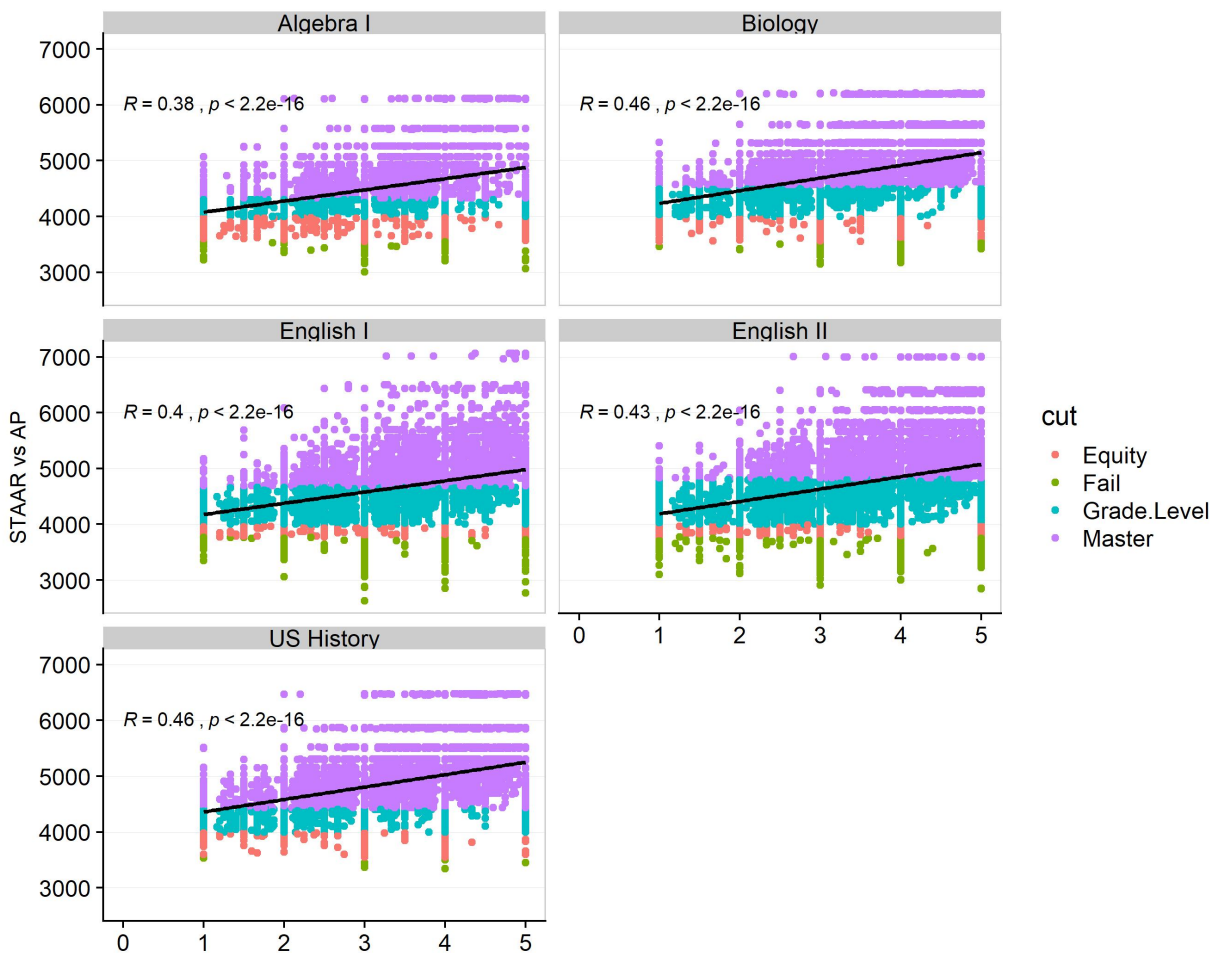 Algebra I
7000
6000
5000
4000
3000
R = 0.38 , p < 2.2e-16
Biology
R = 0.46 , p < 2.2e-16
English I
7000
6000
5000
4000
3000
R = 0.4 , p < 2.2e-16
English II
R = 0.43 , p < 2.2e-16
0 1 2 3 4 5
US History
7000
6000
5000
4000
3000
R = 0.46 , p < 2.2e-16
0 1 2 3 4 5
STAAR vs AP
cut
Equity
Fail
Grade.Level
Master